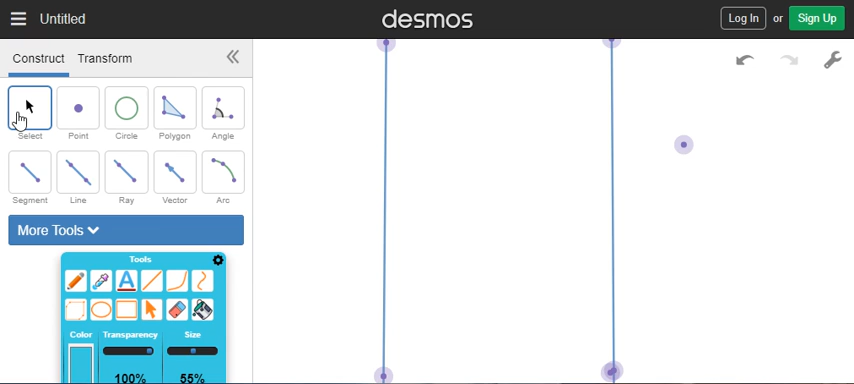 Untitled
desmos
Log In or Sign Up
Construct Transform
Select Point Circle Polygon Angle
Segment Line Ray Vector Arc
More Tools
Tools
A
Color Transparency Size
100% 55%